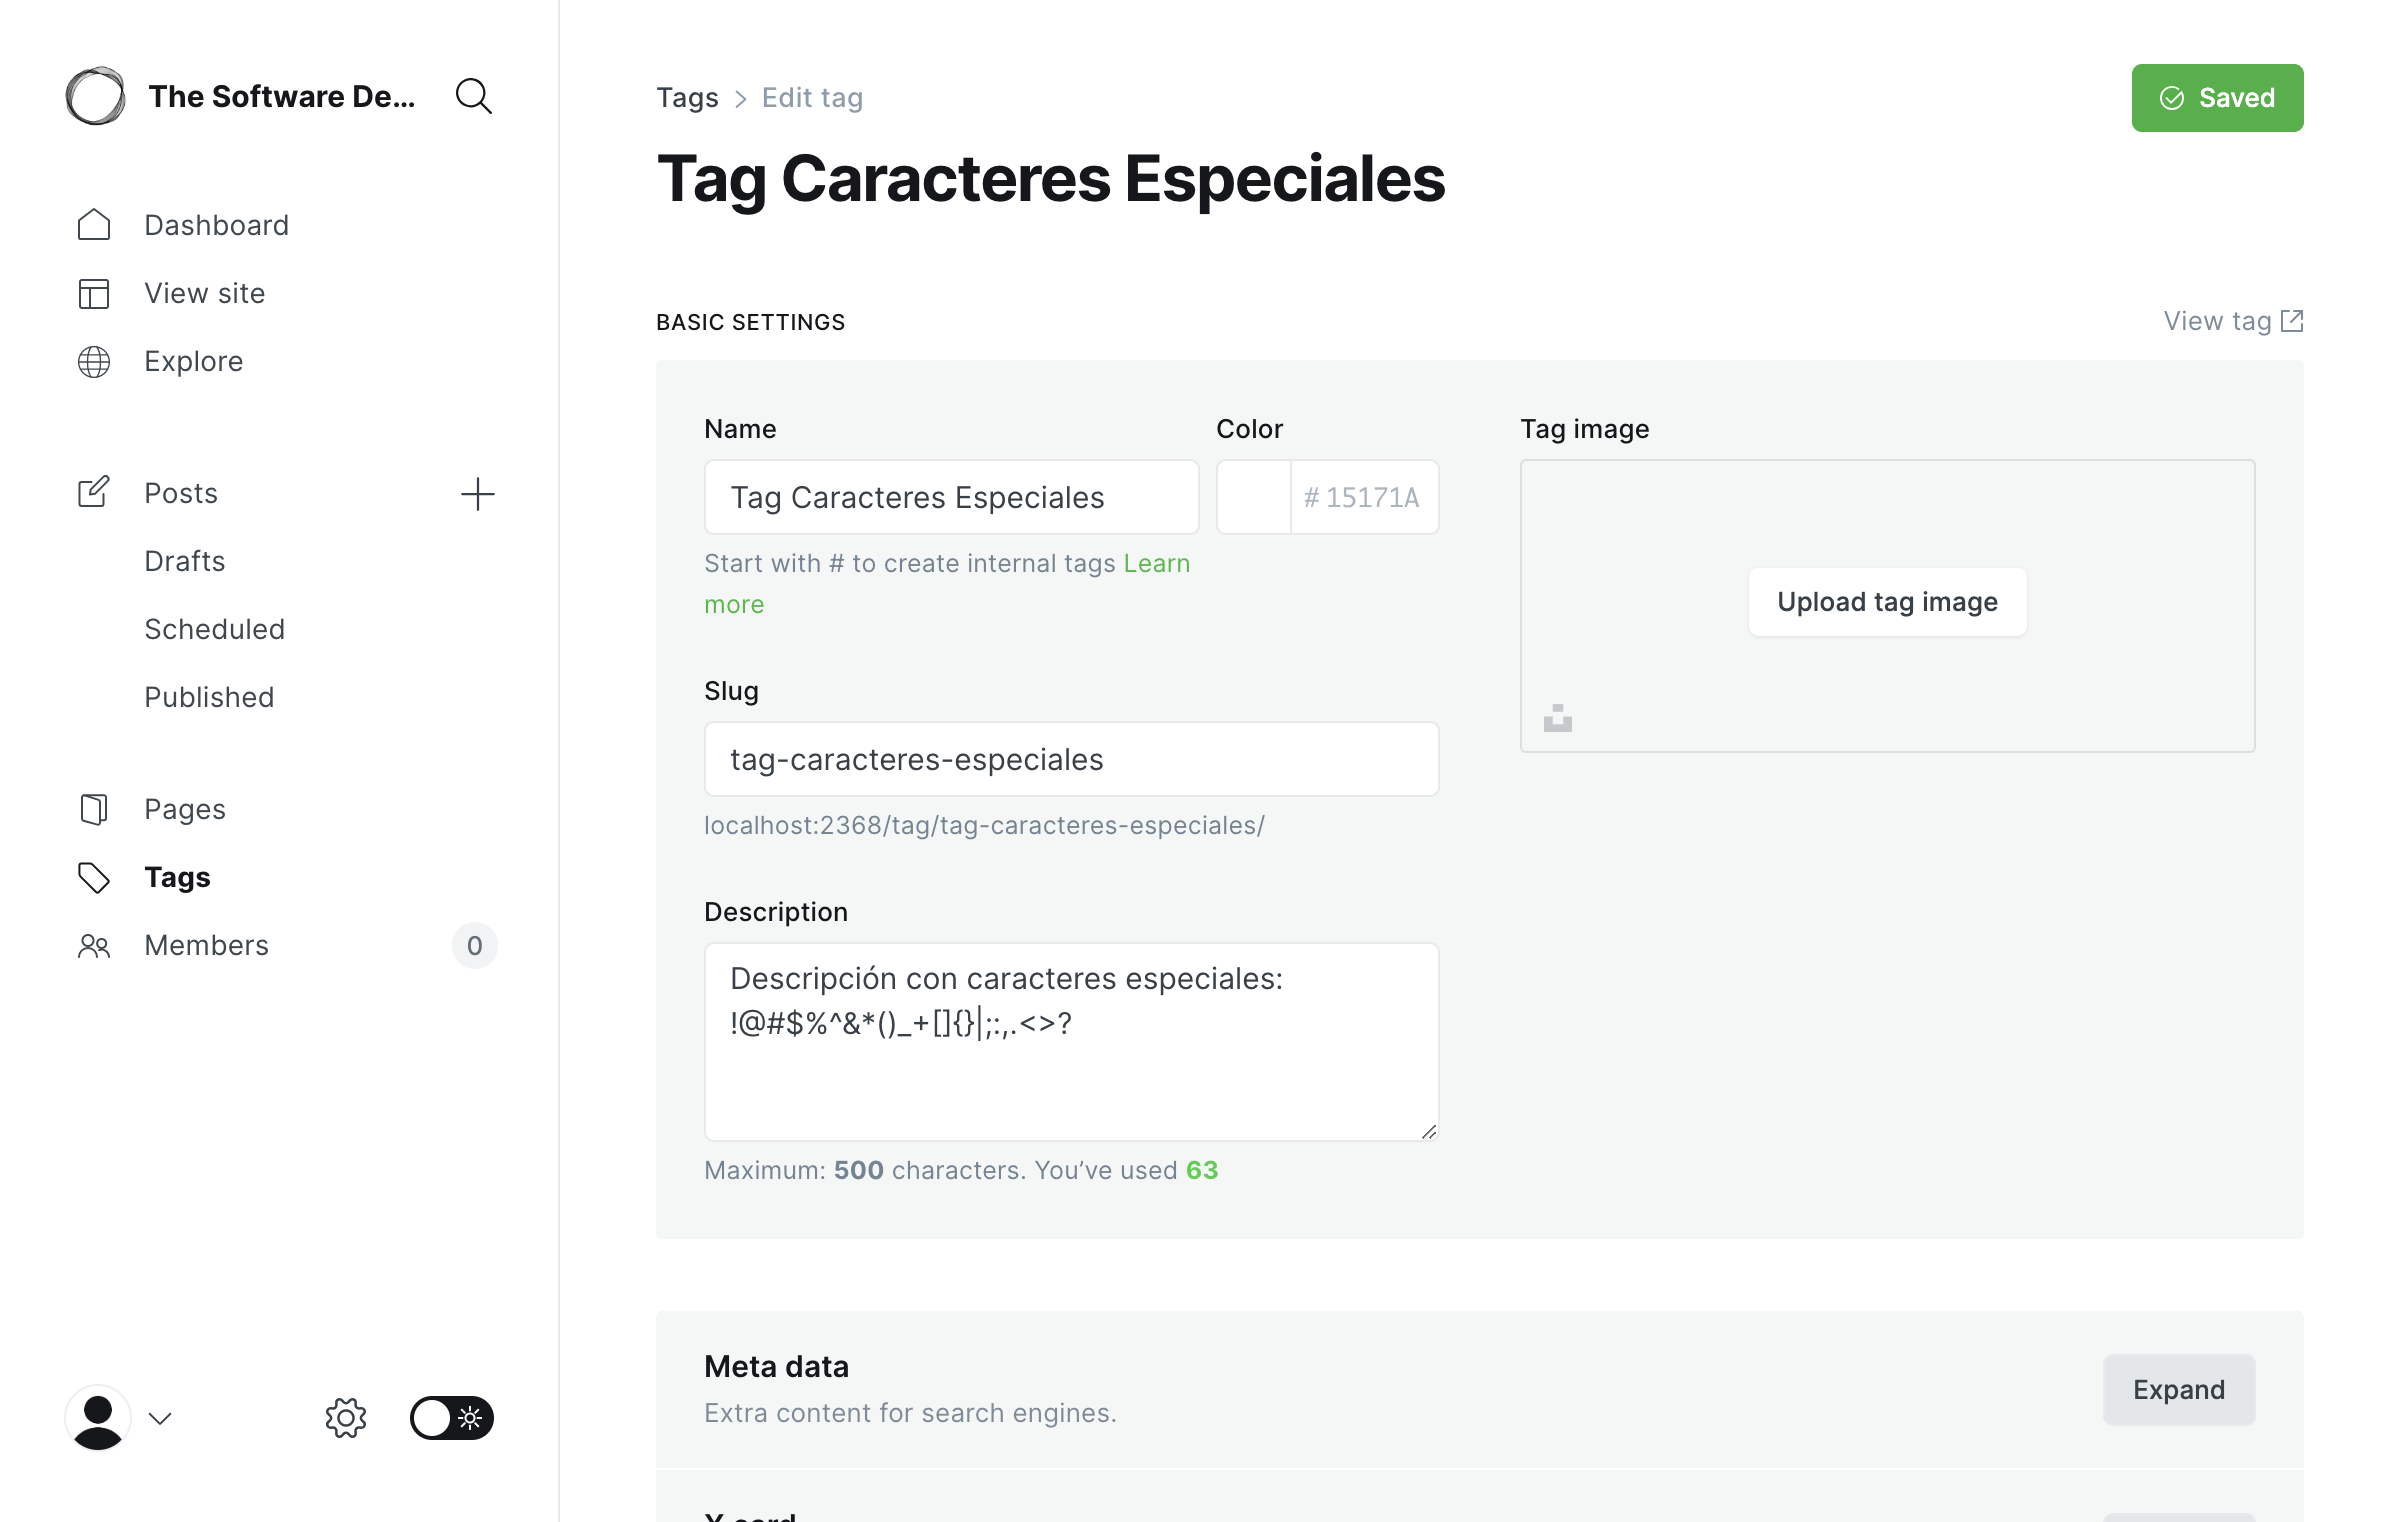 The Software De...
Dashboard
View site
Explore
Posts
Drafts
Scheduled
Published
Pages
Tags
Members
0
Tags > Edit tag
Saved
Tag Caracteres Especiales
BASIC SETTINGS
View tag
Name
Tag Caracteres Especiales
Start with # to create internal tags Learn
more
Color
# 15171A
Slug
tag-caracteres-especiales
localhost:2368/tag/tag-caracteres-especiales/
Description
Descripción con caracteres especiales:
!@#$%^&*()_+[]{}|;:,.<>?
Maximum: 500 characters. You’ve used 63
Tag image
Upload tag image
Meta data
Extra content for search engines.
Expand
X card